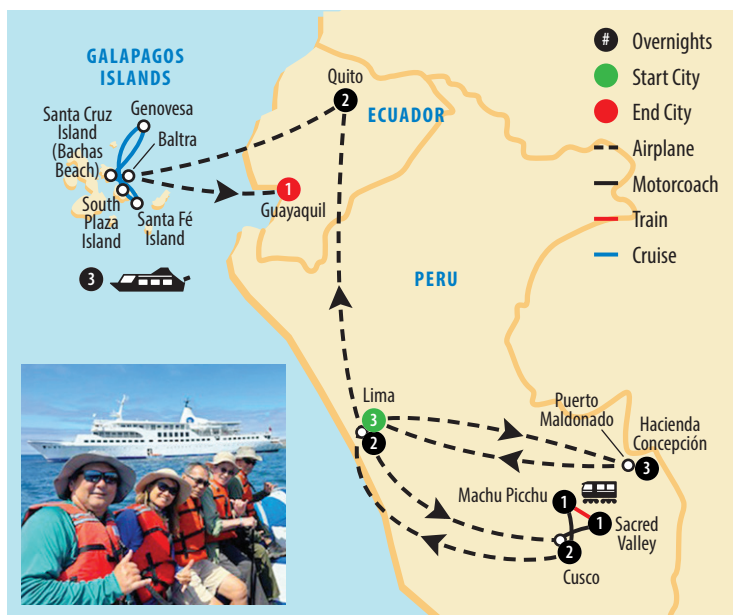 GALAPAGOS
ISLANDS
Santa Cruz
Island
(Bachas
Beach)
Genovesa
Baltra
South
Plaza
Island
Santa Fé
Island
3
Quito
2
ECUADOR
1
Guayaquil
PERU
Lima
3
2
Puerto
Maldonado
Hacienda
Concepción
3
Machu Picchu
1
1
Sacred
Valley
2
Cusco
# Overnights
Start City
End City
Airplane
Motorcoach
Train
Cruise